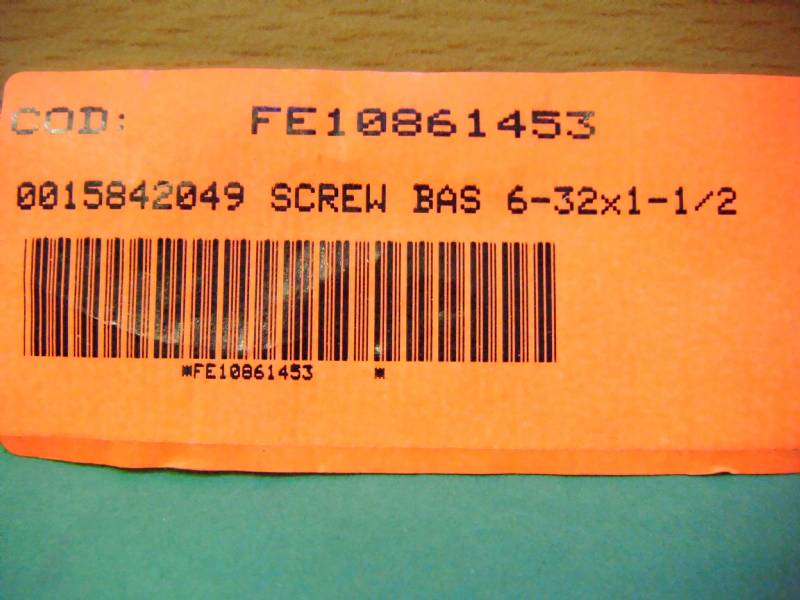 COD: FE10861453
0015842049 SCREW BAS 6-32x1-1/2
*FE10861453 *